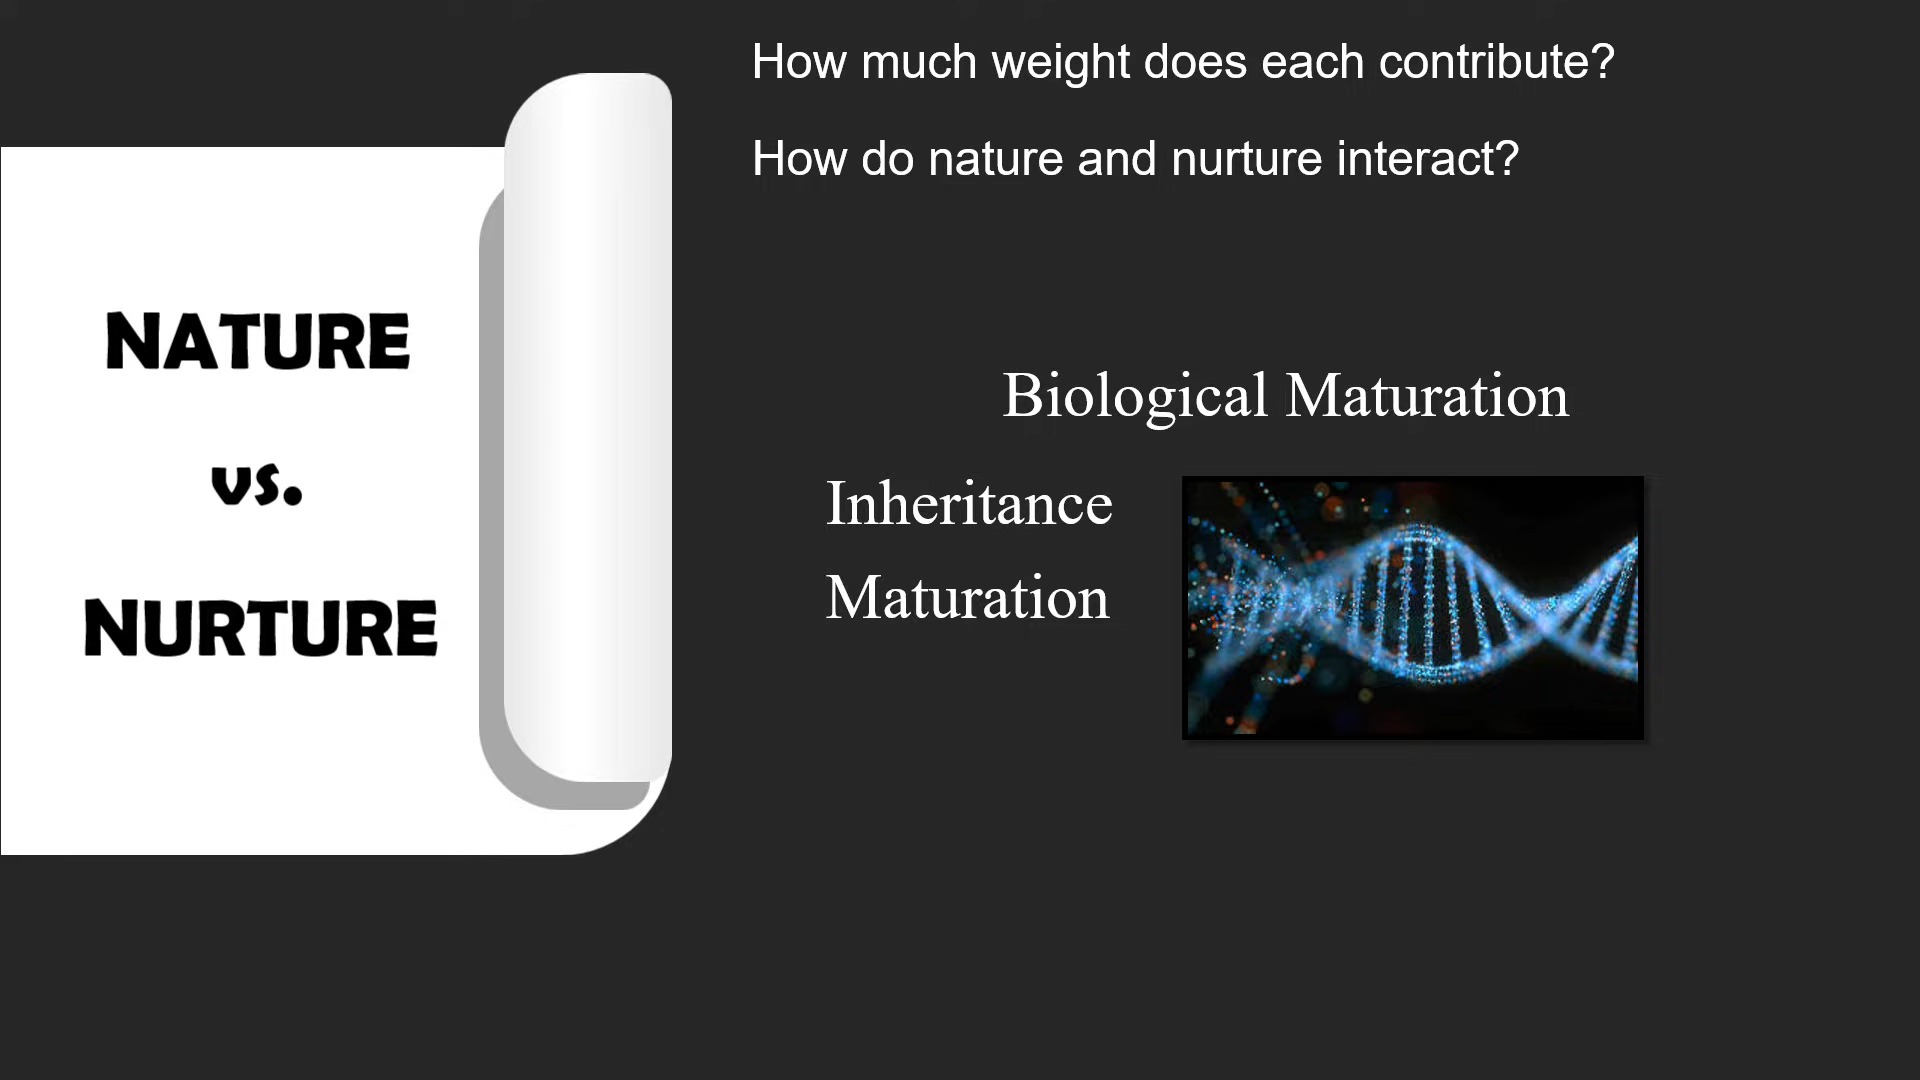 NATURE
vs.
NURTURE
How much weight does each contribute?
How do nature and nurture interact?
Biological Maturation
Inheritance
Maturation